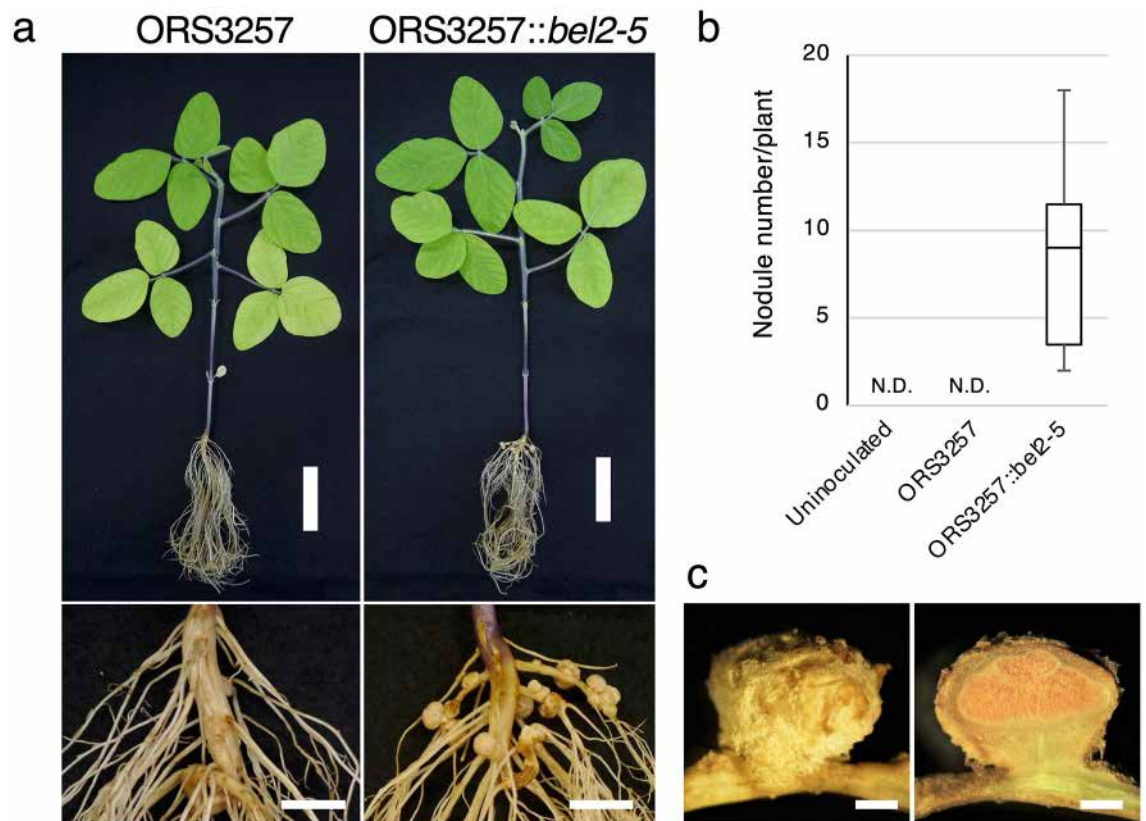 a
ORS3257
ORS3257::bel2-5
b
Nodule number/plant
20
15
10
5
0
N.D.
N.D.
Uninoculated
ORS3257
ORS3257::bel2-5
c